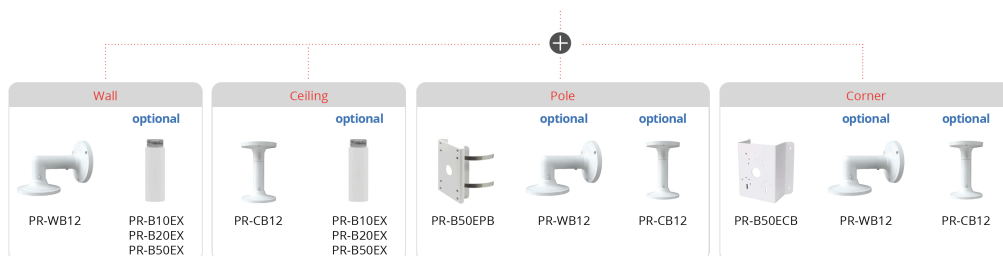 Wall
optional
PR-WB12
PR-B10EX
PR-B20EX
PR-B50EX
Ceiling
optional
PR-CB12
PR-B10EX
PR-B20EX
PR-B50EX
Pole
optional
optional
PR-B50EPB
PR-WB12
PR-CB12
Corner
optional
optional
PR-B50ECB
PR-WB12
PR-CB12